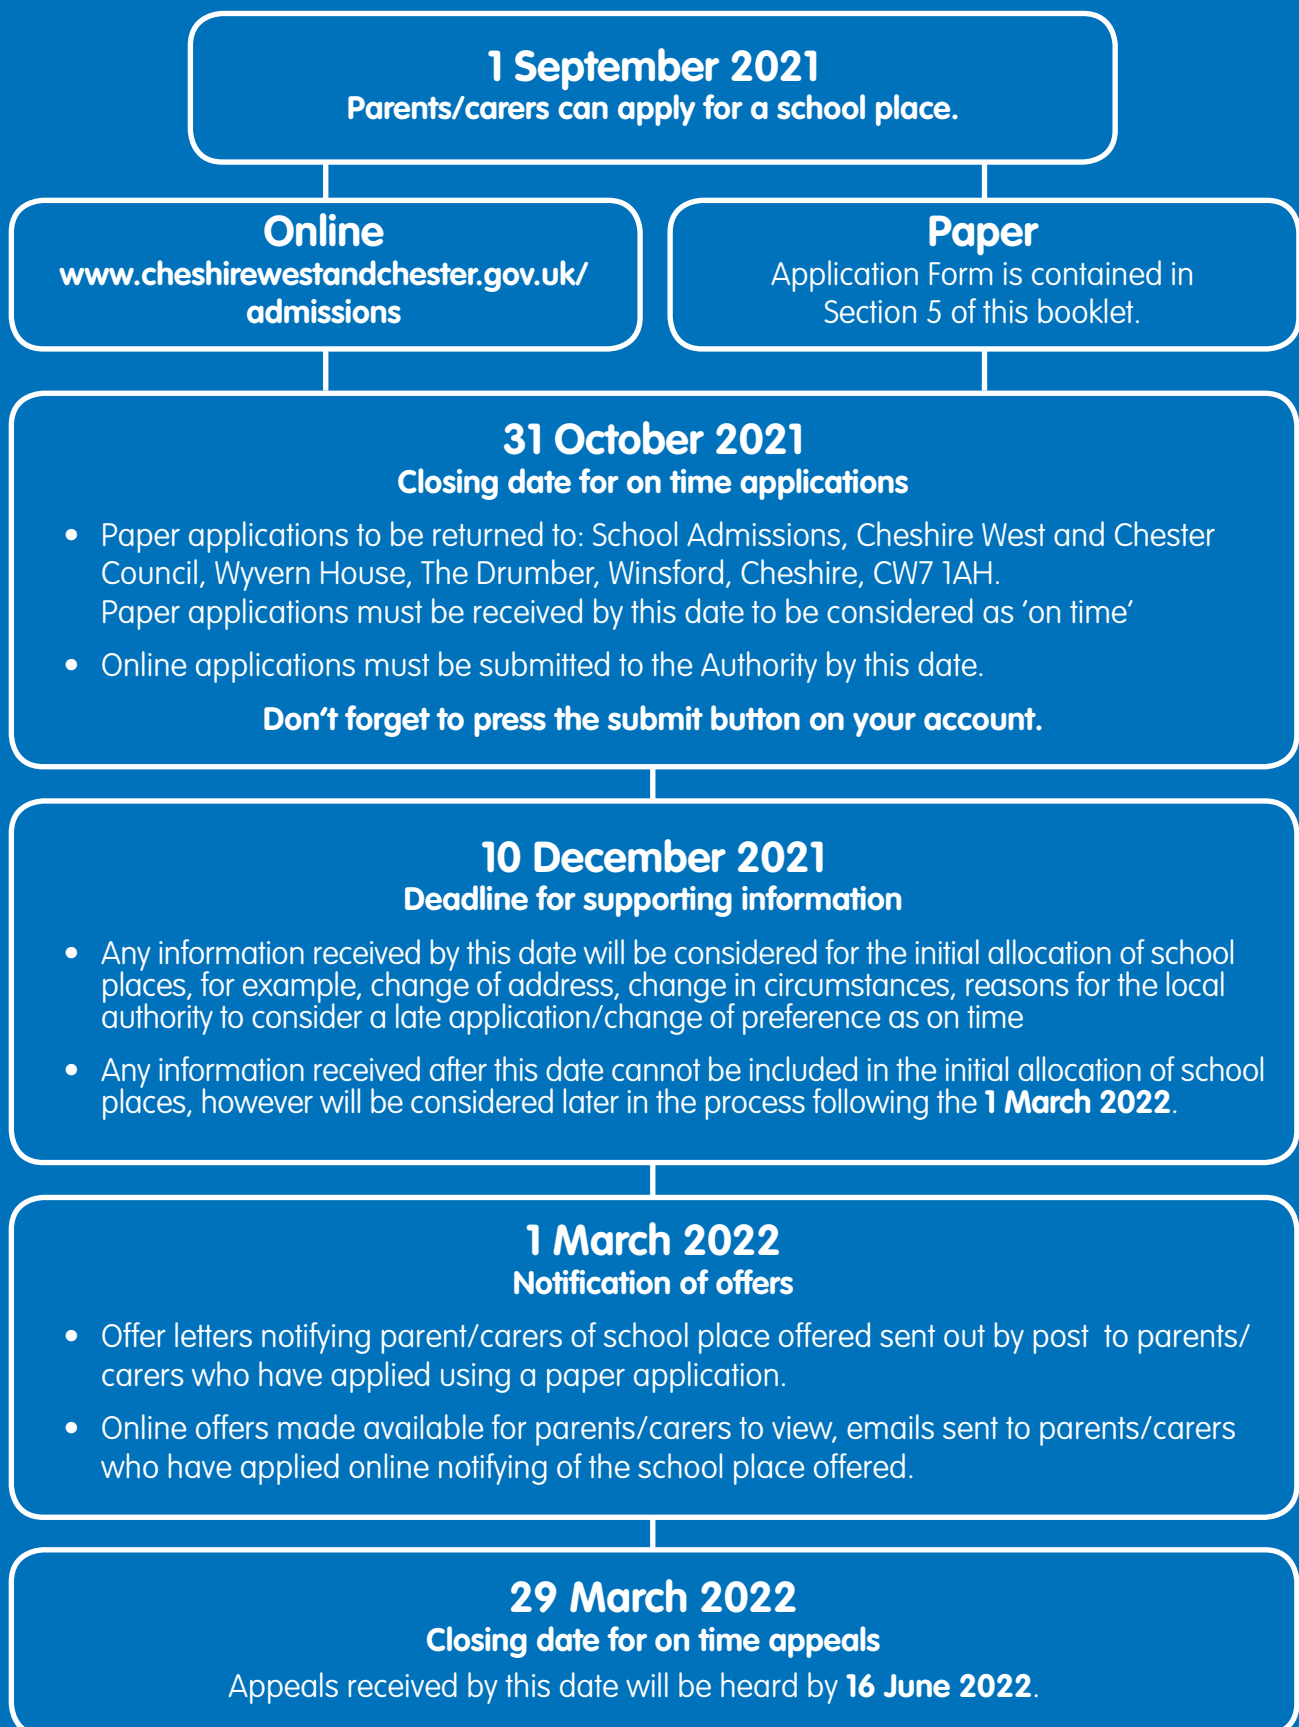 1 September 2021
Parents/carers can apply for a school place.
Online
www.cheshirewestandchester.gov.uk/
admissions
Paper
Application Form is contained in
Section 5 of this booklet.
31 October 2021
Closing date for on time applications
• Paper applications to be returned to: School Admissions, Cheshire West and Chester
Council, Wyvern House, The Drumber, Winsford, Cheshire, CW7 1AH.
Paper applications must be received by this date to be considered as ‘on time’
• Online applications must be submitted to the Authority by this date.
Don’t forget to press the submit button on your account.
10 December 2021
Deadline for supporting information
• Any information received by this date will be considered for the initial allocation of school
places, for example, change of address, change in circumstances, reasons for the local
authority to consider a late application/change of preference as on time
• Any information received after this date cannot be included in the initial allocation of school
places, however will be considered later in the process following the 1 March 2022.
1 March 2022
Notification of offers
• Offer letters notifying parent/carers of school place offered sent out by post to parents/
carers who have applied using a paper application.
• Online offers made available for parents/carers to view, emails sent to parents/carers
who have applied online notifying of the school place offered.
29 March 2022
Closing date for on time appeals
Appeals received by this date will be heard by 16 June 2022.